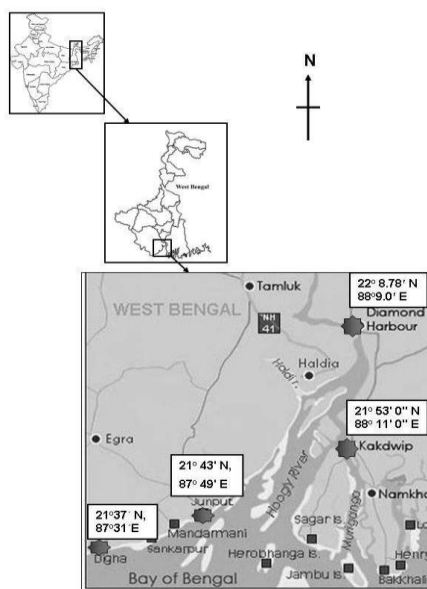 N
West Bengal
22° 8.78' N
88°9.0' E
Tamluk
WEST BENGAL
NH
41
Diamond
Harbour
Haldia
Haldi r.
21° 53' 0" N
88° 11' 0" E
Egra
21° 43' N,
87° 49' E
Kakdwip
Hoogly River
Namkha
21°37' N,
87°31' E
Junput
Mandarmani
Sankarpur
Digha
Sagar Is.
Muriganga
Herobhanga Is.
Henry
Jambu Is.
Bakkhali
Bay of Bengal